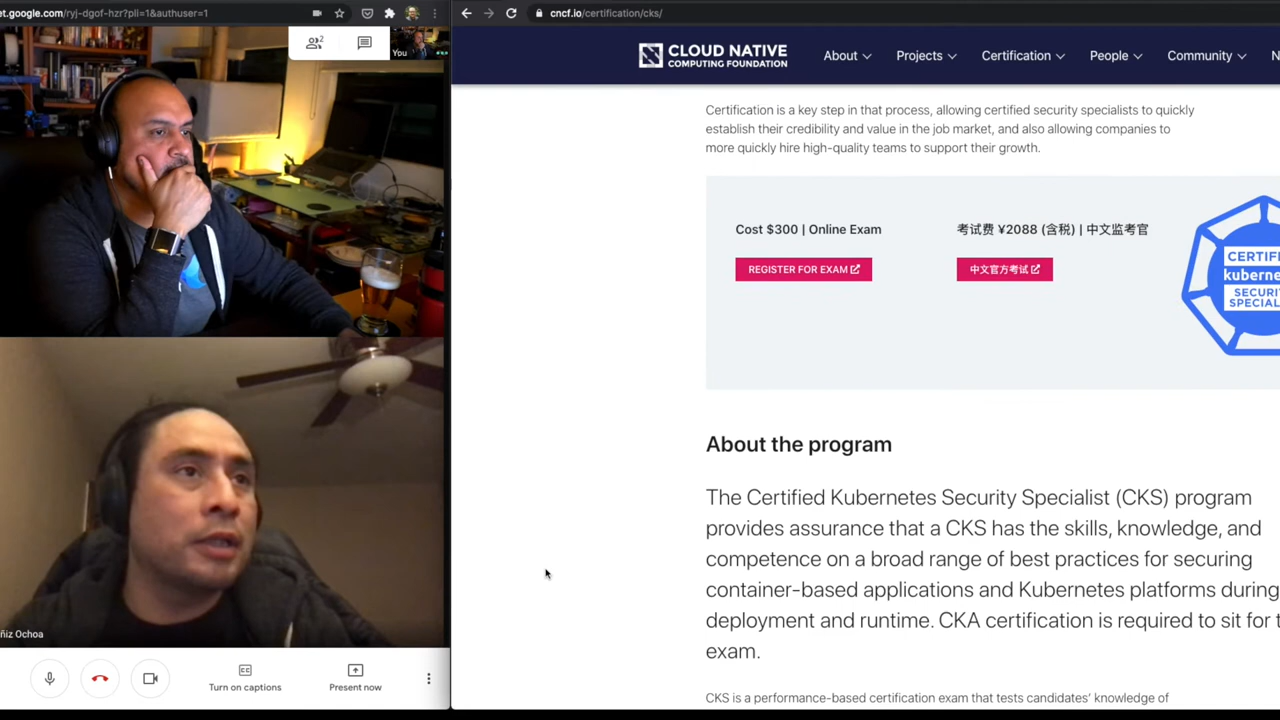 et.google.com/ryj-dgof-hzr?pli=1&authuser=1
2
You
ñiz Ochoa
Turn on captions
Present now
cncf.io/certification/cks/
CLOUD NATIVE
COMPUTING FOUNDATION
About
Projects
Certification
People
Community
N
Certification is a key step in that process, allowing certified security specialists to quickly
establish their credibility and value in the job market, and also allowing companies to
more quickly hire high-quality teams to support their growth.
Cost $300 | Online Exam
REGISTER FOR EXAM
考试费 ¥2088 (含税) | 中文监考官
中文官方考试
CERTIFI
kuberne
SECURI
SPECIAL
About the program
The Certified Kubernetes Security Specialist (CKS) program
provides assurance that a CKS has the skills, knowledge, and
competence on a broad range of best practices for securing
container-based applications and Kubernetes platforms during
deployment and runtime. CKA certification is required to sit for t
exam.
CKS is a performance-based certification exam that tests candidates' knowledge of